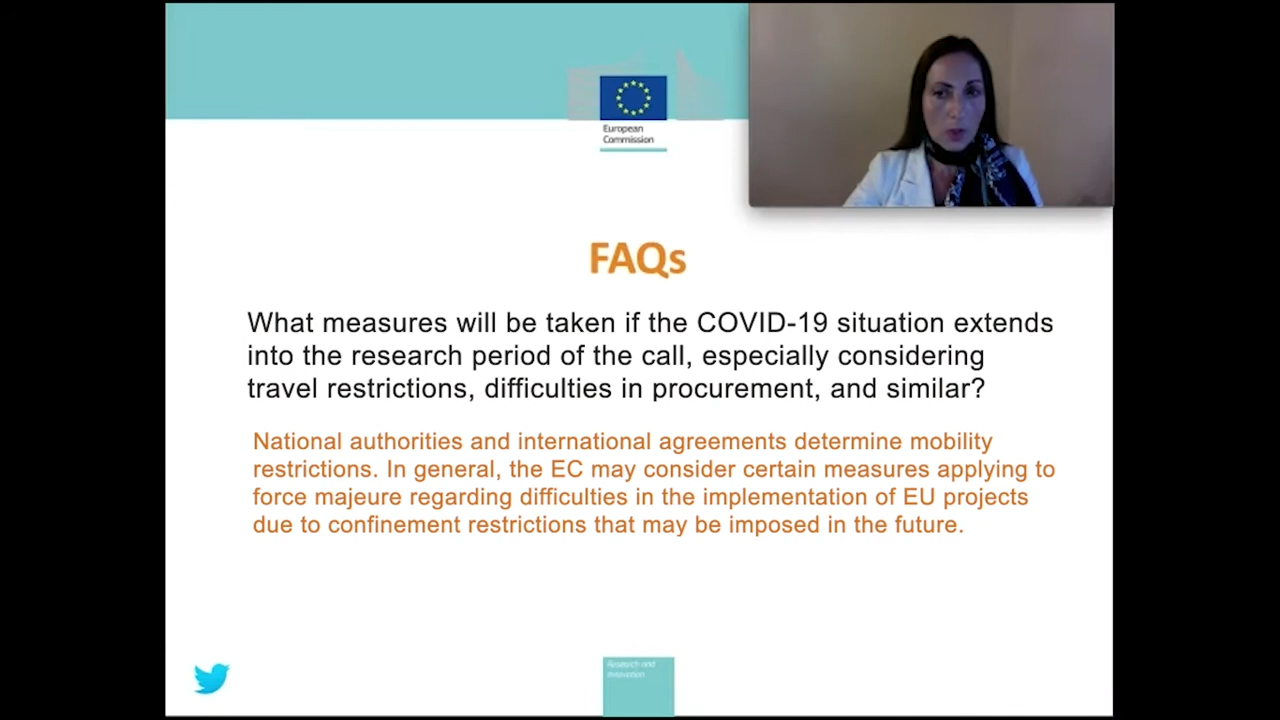 European
Commission
FAQs
What measures will be taken if the COVID-19 situation extends
into the research period of the call, especially considering
travel restrictions, difficulties in procurement, and similar?
National authorities and international agreements determine mobility
restrictions. In general, the EC may consider certain measures applying to
force majeure regarding difficulties in the implementation of EU projects
due to confinement restrictions that may be imposed in the future.
Research and
Innovation